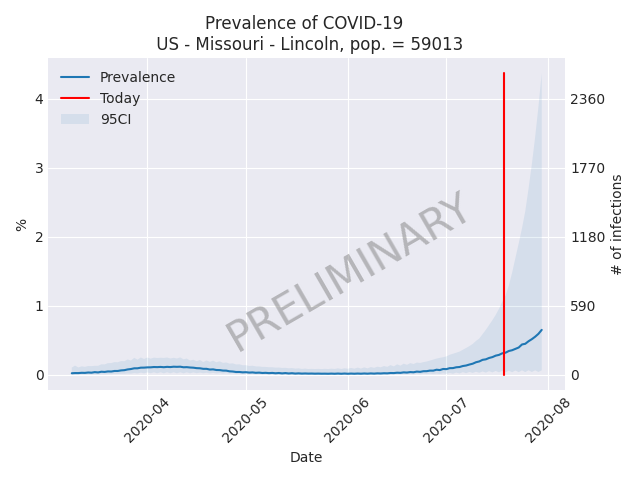 Prevalence of COVID-19
US - Missouri - Lincoln, pop. = 59013
Prevalence
Today
95CI
4
3
2
1
0
%
2360
1770
1180
590
0
# of infections
PRELIMINARY
2020-04
2020-05
2020-06
2020-07
2020-08
Date